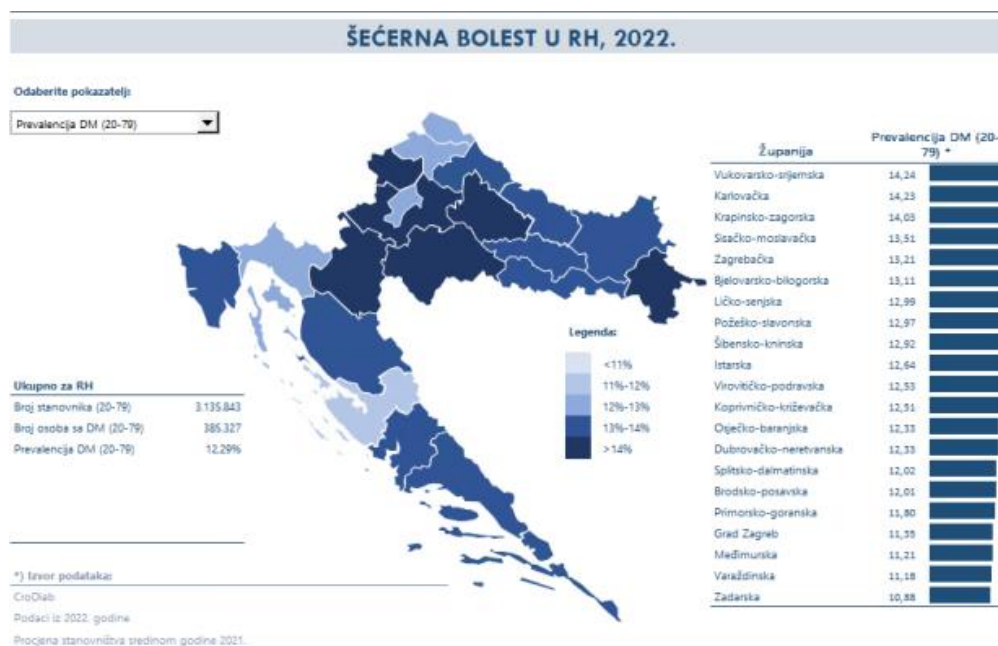 ŠEĆERNA BOLEST U RH, 2022.
Odaberite pokazatelj:
Prevalencija DM (20-79)
Ukupno za RH
Broj stanovnika (20-79) 3.135.843
Broj osoba sa DM (20-79) 385.327
Prevalencija DM (20-79) 12.29%
*) Izvor podataka:
CroDiab
Podaci iz 2022. godine
Procjena stanovništva sredinom godine 2021.
Legenda:
<11%
11%-12%
12%-13%
13%-14%
>14%
Županija Prevalencija DM (20-79) *
Vukovarsko-srijemska 14,24
Karlovačka 14,23
Krapinsko-zagorska 14,03
Sisačko-moslavačka 13,51
Zagrebačka 13,21
Bjelovarsko-bilogorska 13,11
Ličko-senjska 12,99
Požeško-slavonska 12,97
Šibensko-kninska 12,92
Istarska 12,64
Virovitičko-podravska 12,53
Koprivničko-križevačka 12,51
Osječko-baranjska 12,33
Dubrovačko-neretvanska 12,33
Splitsko-dalmatinska 12,02
Brodsko-posavska 12,01
Primorsko-goranska 11,80
Grad Zagreb 11,35
Međimurska 11,21
Varaždinska 11,18
Zadarska 10,88